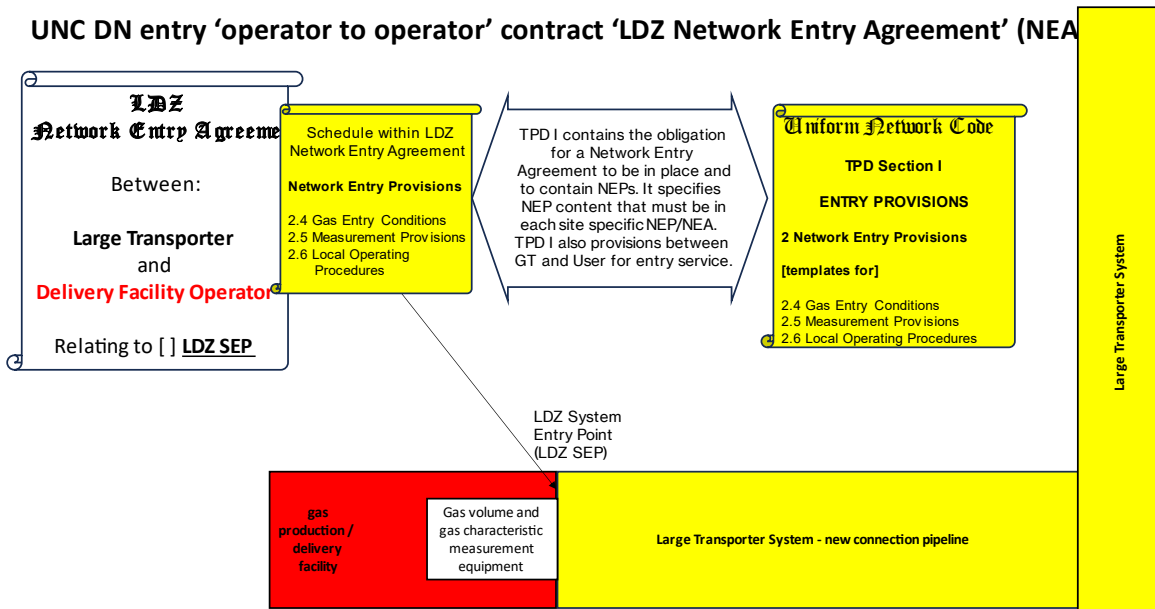 UNC DN entry ‘operator to operator’ contract ‘LDZ Network Entry Agreement’ (NEA
LDZ
Network Entry Agreeme
Between:
Large Transporter
and
Delivery Facility Operator
Relating to [ ] LDZ SEP
Schedule within LDZ
Network Entry Agreement
Network Entry Provisions
2.4 Gas Entry Conditions
2.5 Measurement Provisions
2.6 Local Operating
Procedures
TPD I contains the obligation
for a Network Entry
Agreement to be in place and
to contain NEPs. It specifies
NEP content that must be in
each site specific NEP/NEA.
TPD I also provisions between
GT and User for entry service.
Uniform Network Code
TPD Section I
ENTRY PROVISIONS
2 Network Entry Provisions
[templates for]
2.4 Gas Entry Conditions
2.5 Measurement Provisions
2.6 Local Operating Procedures
Large Transporter System
LDZ System
Entry Point
(LDZ SEP)
gas
production /
delivery
facility
Gas volume and
gas characteristic
measurement
equipment
Large Transporter System - new connection pipeline